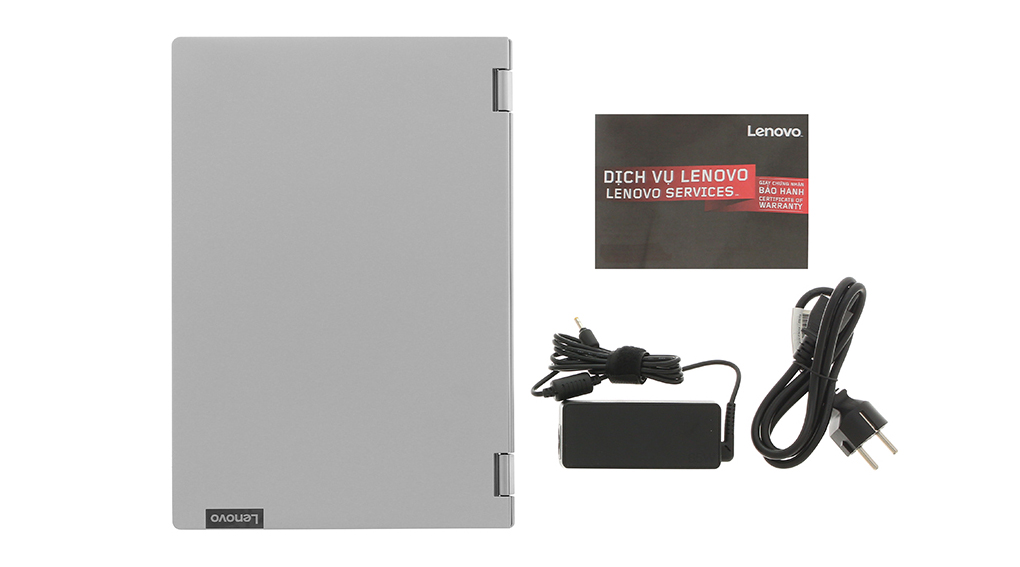 Lenovo
DỊCH VỤ LENOVO
LENOVO SERVICES
GIẤY CHỨNG NHẬN
BẢO HÀNH
CERTIFICATE OF
WARRANTY
Lenovo